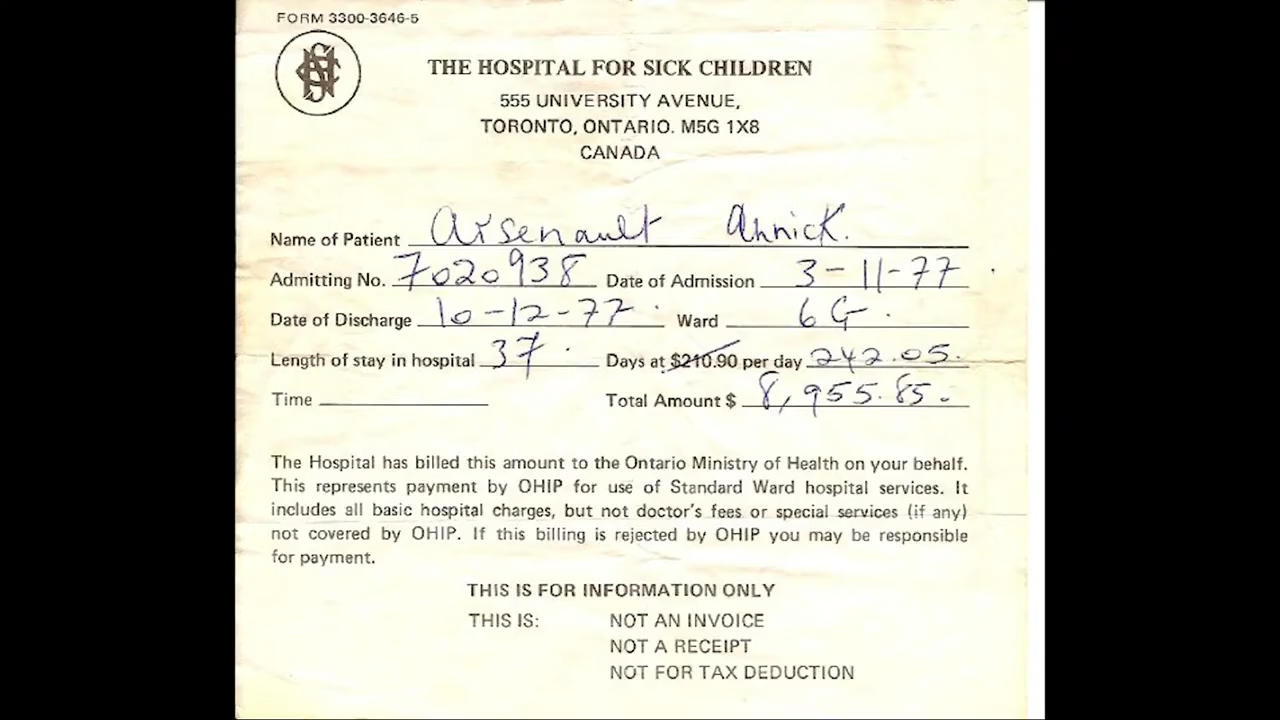 FORM 3300-3646-5
THE HOSPITAL FOR SICK CHILDREN
555 UNIVERSITY AVENUE,
TORONTO, ONTARIO. M5G 1X8
CANADA
Name of Patient Arsenault Annick.
Admitting No. 7020938 Date of Admission 3-11-77
Date of Discharge 10-12-77 Ward 6G.
Length of stay in hospital 37 Days at $210.90 per day 242.05.
Time Total Amount $ 8,955.85.
The Hospital has billed this amount to the Ontario Ministry of Health on your behalf.
This represents payment by OHIP for use of Standard Ward hospital services. It
includes all basic hospital charges, but not doctor's fees or special services (if any)
not covered by OHIP. If this billing is rejected by OHIP you may be responsible
for payment.
THIS IS FOR INFORMATION ONLY
THIS IS: NOT AN INVOICE
NOT A RECEIPT
NOT FOR TAX DEDUCTION